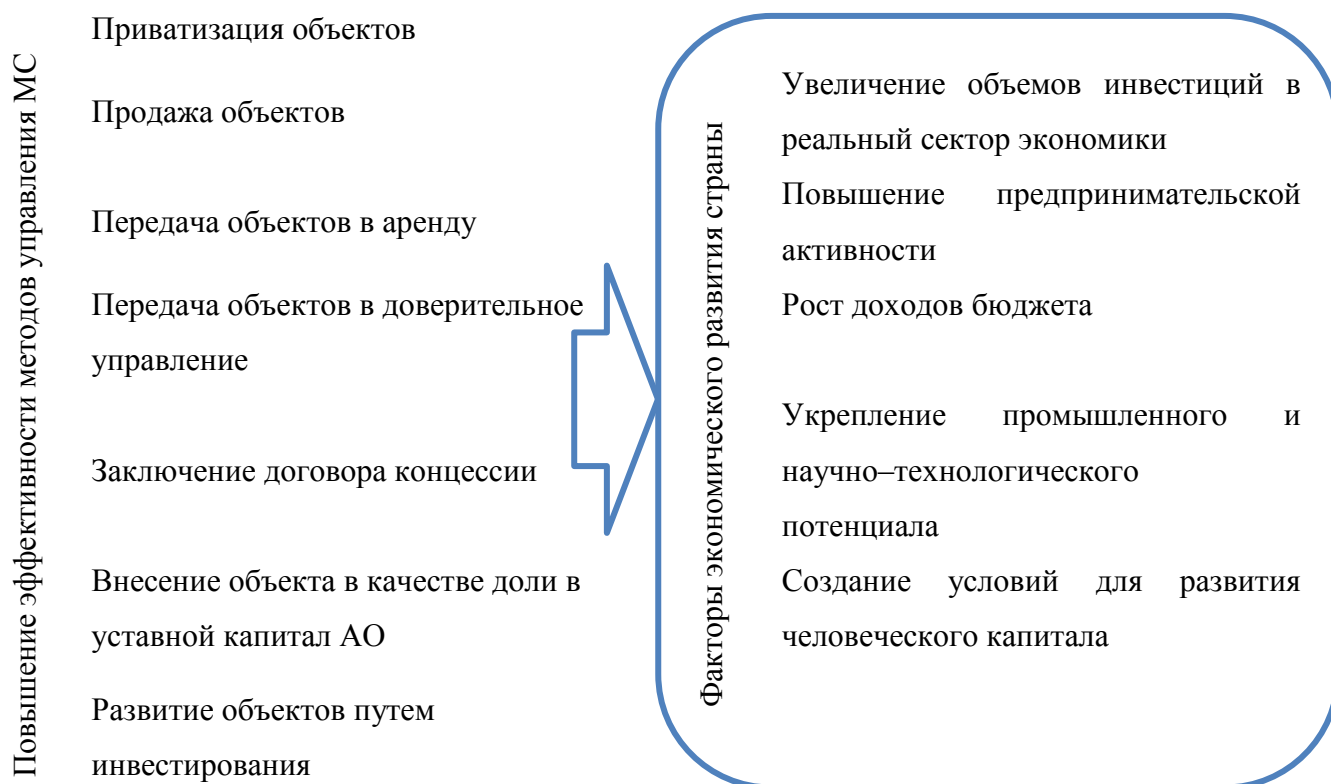 Повышение эффективности методов управления МС
Приватизация объектов
Продажа объектов
Передача объектов в аренду
Передача объектов в доверительное
управление
Заключение договора концессии
Внесение объекта в качестве доли в
уставной капитал АО
Развитие объектов путем
инвестирования
Факторы экономического развития страны
Увеличение объемов инвестиций в
реальный сектор экономики
Повышение предпринимательской
активности
Рост доходов бюджета
Укрепление промышленного и
научно–технологического
потенциала
Создание условий для развития
человеческого капитала